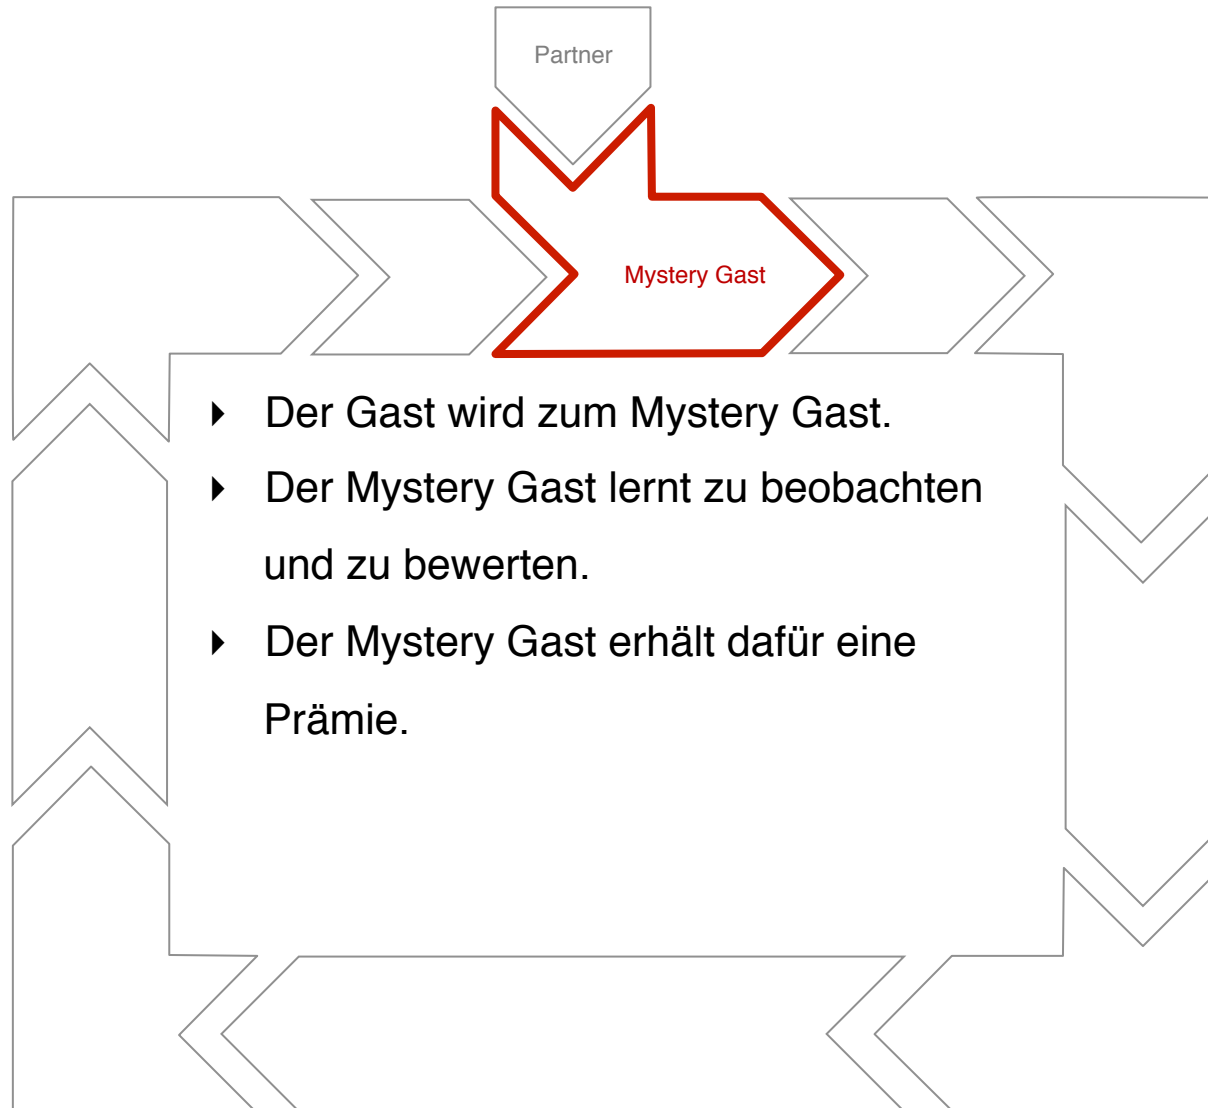 Partner
Mystery Gast
‣ Der Gast wird zum Mystery Gast.
‣ Der Mystery Gast lernt zu beobachten
und zu bewerten.
‣ Der Mystery Gast erhält dafür eine
Prämie.